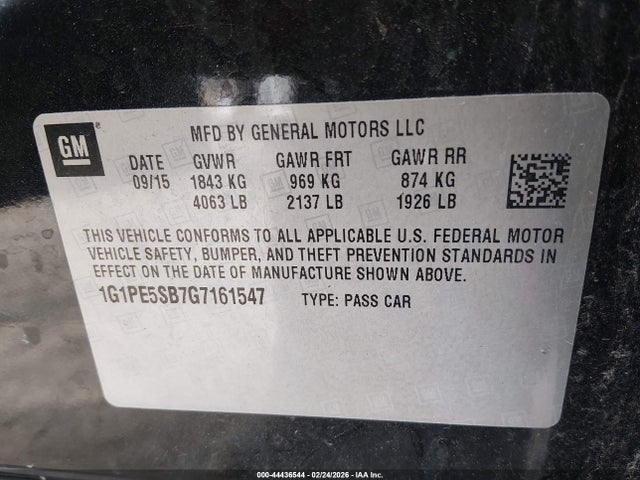 GM
MFD BY GENERAL MOTORS LLC
DATE GVWR GAWR FRT GAWR RR
09/15 1843 KG 969 KG 874 KG
4063 LB 2137 LB 1926 LB
THIS VEHICLE CONFORMS TO ALL APPLICABLE U.S. FEDERAL MOTOR
VEHICLE SAFETY, BUMPER, AND THEFT PREVENTION STANDARDS IN
EFFECT ON THE DATE OF MANUFACTURE SHOWN ABOVE.
1G1PE5SB7G7161547 TYPE: PASS CAR
000-44436544 - 02/24/2026 - IAA Inc.